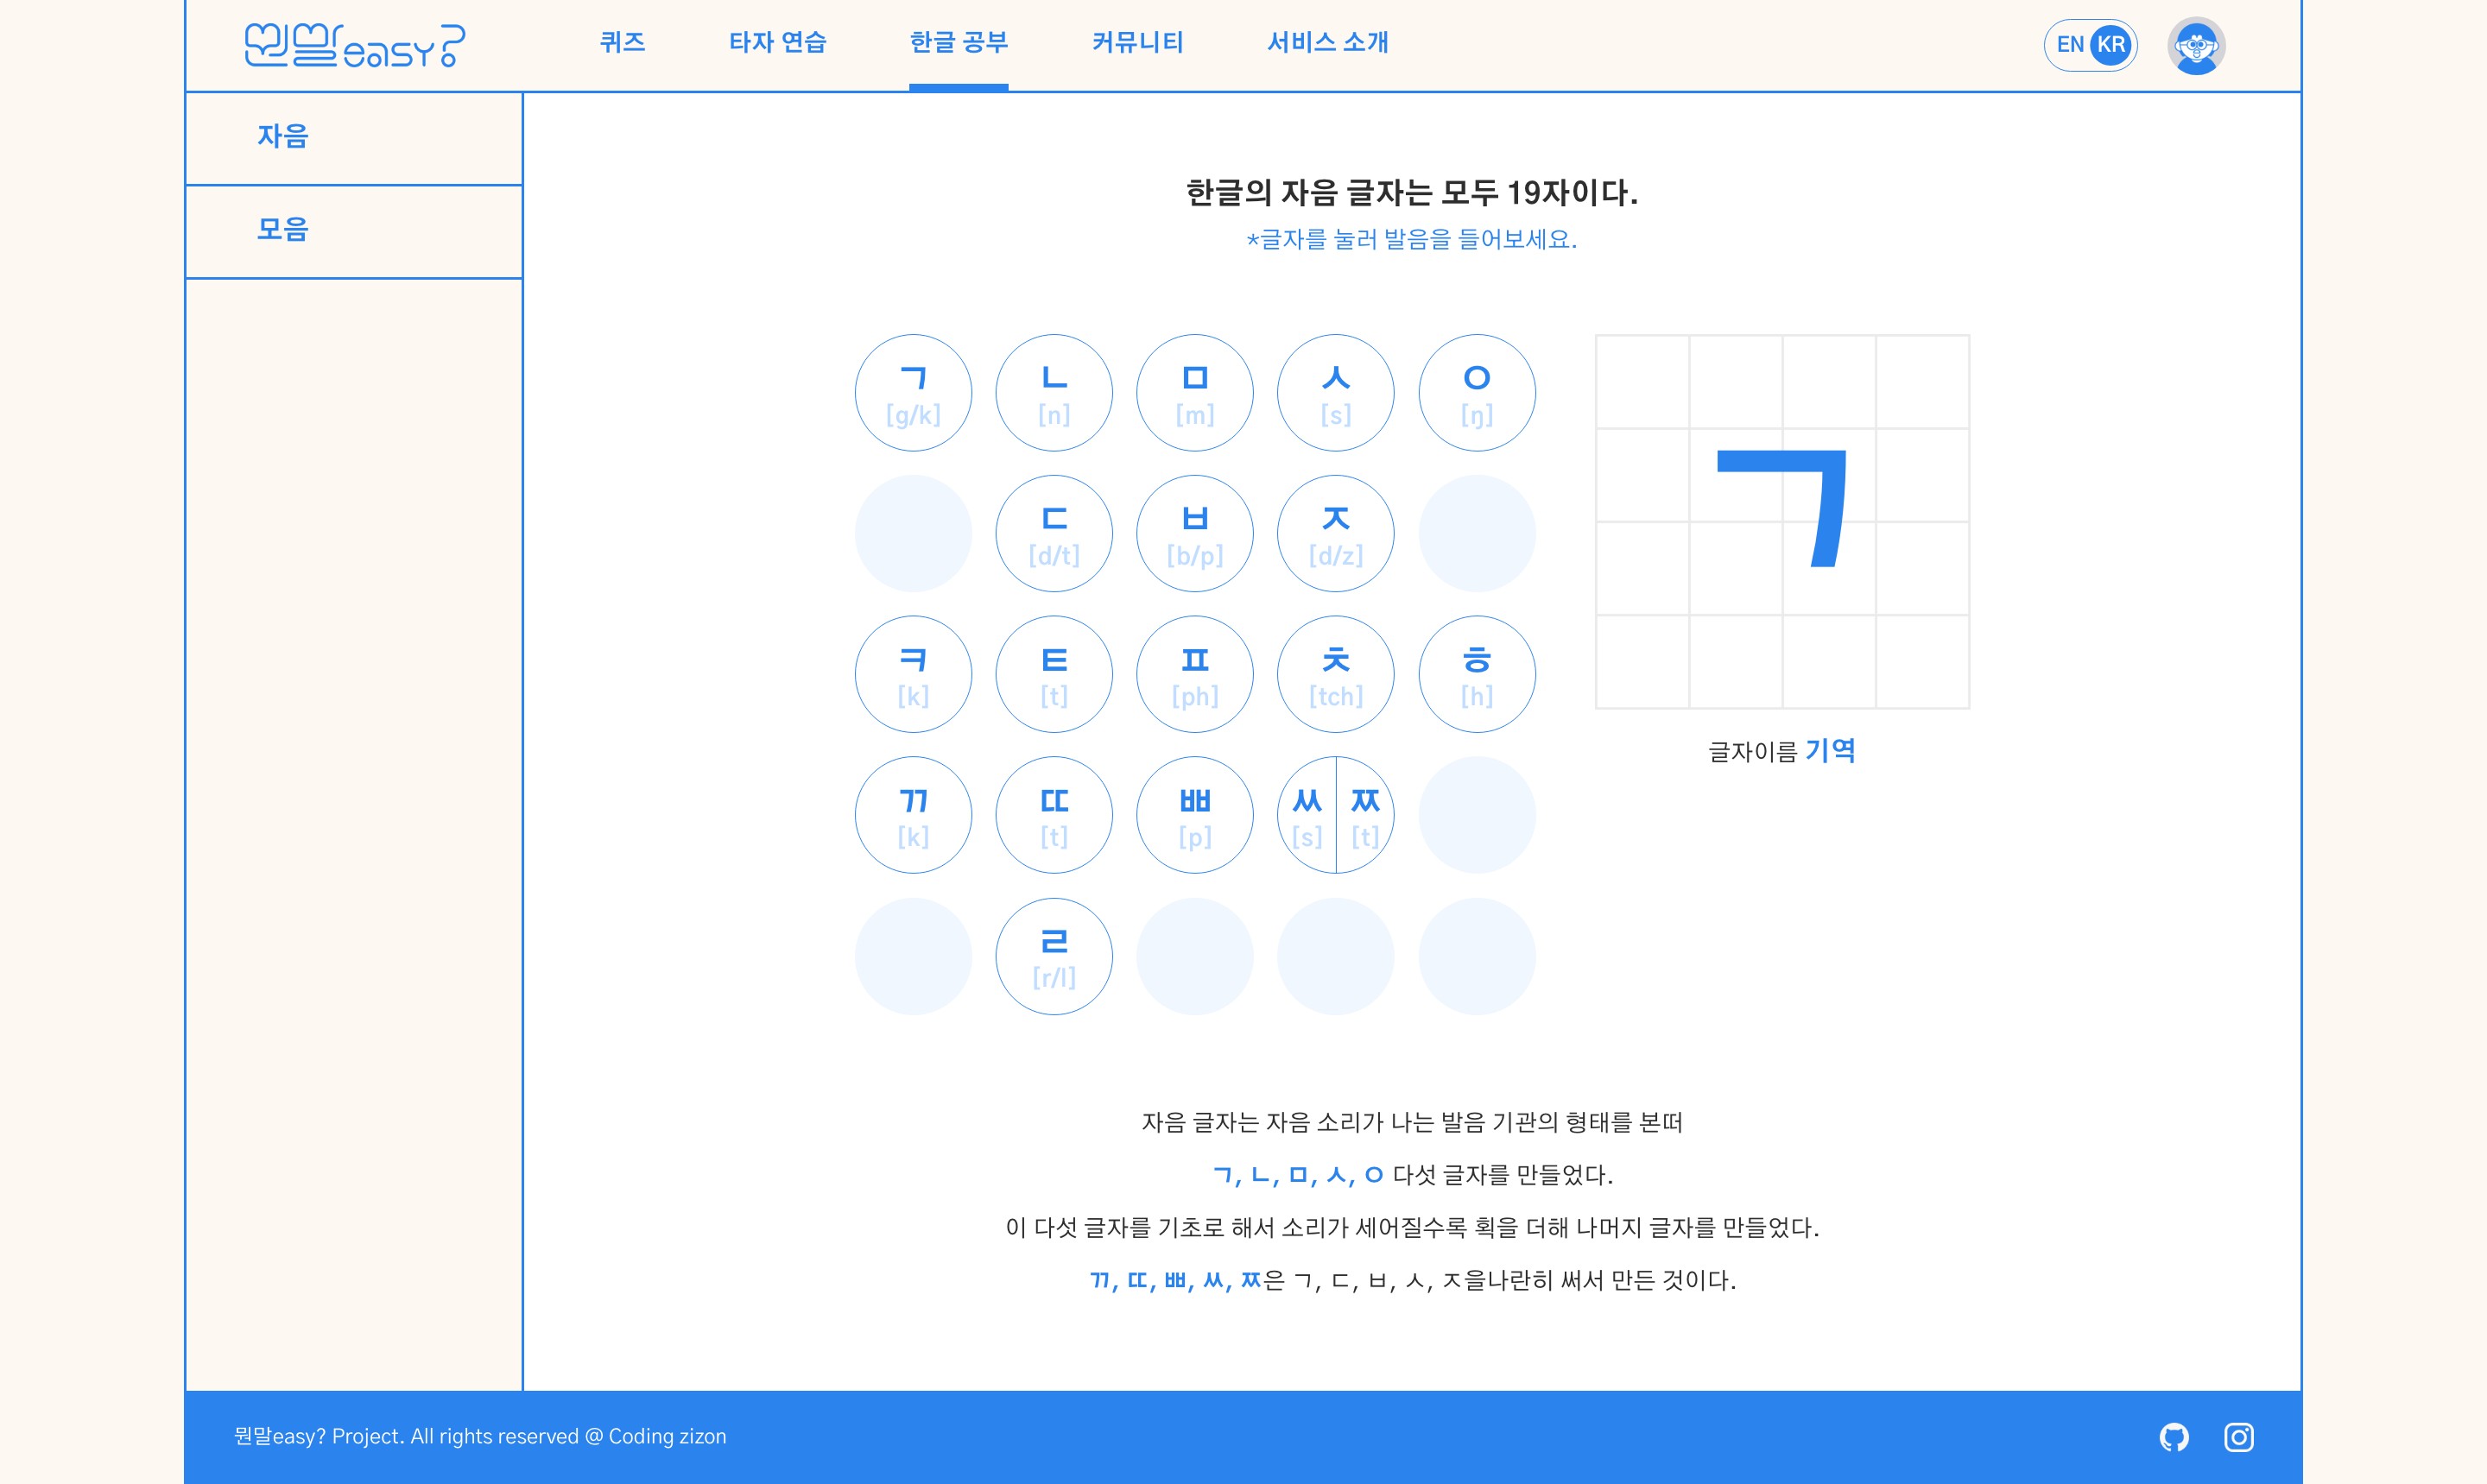 뭔말easy?
퀴즈 타자 연습 한글 공부 커뮤니티 서비스 소개 EN KR
자음
모음
한글의 자음 글자는 모두 19자이다.
*글자를 눌러 발음을 들어보세요.
ㄱ ㄴ ㅁ ㅅ ㅇ
[g/k] [n] [m] [s] [ŋ]
ㄷ ㅂ ㅈ
[d/t] [b/p] [d/z]
ㅋ ㅌ ㅍ ㅊ ㅎ
[k] [t] [ph] [tch] [h]
ㄲ ㄸ ㅃ ㅆ ㅉ
[k] [t] [p] [s] [t]
ㄹ
[r/l]
ㄱ
글자이름 기역
자음 글자는 자음 소리가 나는 발음 기관의 형태를 본떠
ㄱ, ㄴ, ㅁ, ㅅ, ㅇ 다섯 글자를 만들었다.
이 다섯 글자를 기초로 해서 소리가 세어질수록 획을 더해 나머지 글자를 만들었다.
ㄲ, ㄸ, ㅃ, ㅆ, ㅉ은 ㄱ, ㄷ, ㅂ, ㅅ, ㅈ을나란히 써서 만든 것이다.
뭔말easy? Project. All rights reserved @ Coding zizon